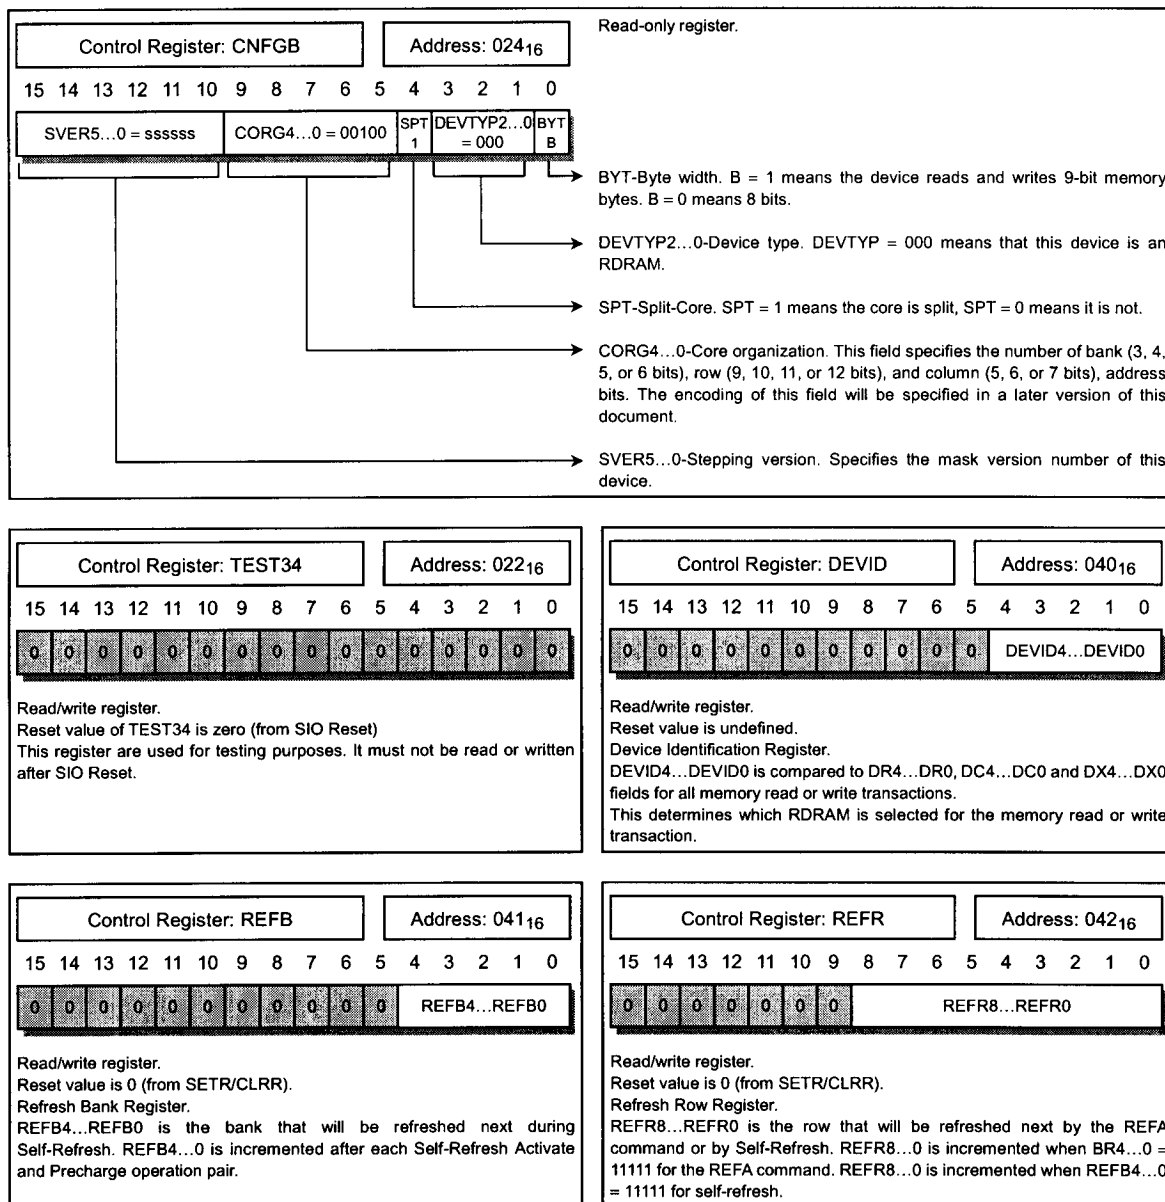 Control Register: CNFGB
Address: 024₁₆
Read-only register.
15 14 13 12 11 10 9 8 7 6 5 4 3 2 1 0
SVER5...0 = ssssss
CORG4...0 = 00100
SPT
1
DEVTYP2...0
= 000
BYT
B
BYT-Byte width. B = 1 means the device reads and writes 9-bit memory
bytes. B = 0 means 8 bits.
DEVTYP2...0-Device type. DEVTYP = 000 means that this device is an
RDRAM.
SPT-Split-Core. SPT = 1 means the core is split, SPT = 0 means it is not.
CORG4...0-Core organization. This field specifies the number of bank (3, 4,
5, or 6 bits), row (9, 10, 11, or 12 bits), and column (5, 6, or 7 bits), address
bits. The encoding of this field will be specified in a later version of this
document.
SVER5...0-Stepping version. Specifies the mask version number of this
device.
Control Register: TEST34
Address: 022₁₆
15 14 13 12 11 10 9 8 7 6 5 4 3 2 1 0
0 0 0 0 0 0 0 0 0 0 0 0 0 0 0 0
Read/write register.
Reset value of TEST34 is zero (from SIO Reset)
This register are used for testing purposes. It must not be read or written
after SIO Reset.
Control Register: DEVID
Address: 040₁₆
15 14 13 12 11 10 9 8 7 6 5 4 3 2 1 0
0 0 0 0 0 0 0 0 0 0 0 DEVID4...DEVID0
Read/write register.
Reset value is undefined.
Device Identification Register.
DEVID4...DEVID0 is compared to DR4...DR0, DC4...DC0 and DX4...DX0
fields for all memory read or write transactions.
This determines which RDRAM is selected for the memory read or write
transaction.
Control Register: REFB
Address: 041₁₆
15 14 13 12 11 10 9 8 7 6 5 4 3 2 1 0
0 0 0 0 0 0 0 0 0 0 0 REFB4...REFB0
Read/write register.
Reset value is 0 (from SETR/CLRR).
Refresh Bank Register.
REFB4...REFB0 is the bank that will be refreshed next during
Self-Refresh. REFB4...0 is incremented after each Self-Refresh Activate
and Precharge operation pair.
Control Register: REFR
Address: 042₁₆
15 14 13 12 11 10 9 8 7 6 5 4 3 2 1 0
0 0 0 0 0 0 0 REFR8...REFR0
Read/write register.
Reset value is 0 (from SETR/CLRR).
Refresh Row Register.
REFR8...REFR0 is the row that will be refreshed next by the REFA
command or by Self-Refresh. REFR8...0 is incremented when BR4...0 =
11111 for the REFA command. REFR8...0 is incremented when REFB4...0
= 11111 for self-refresh.